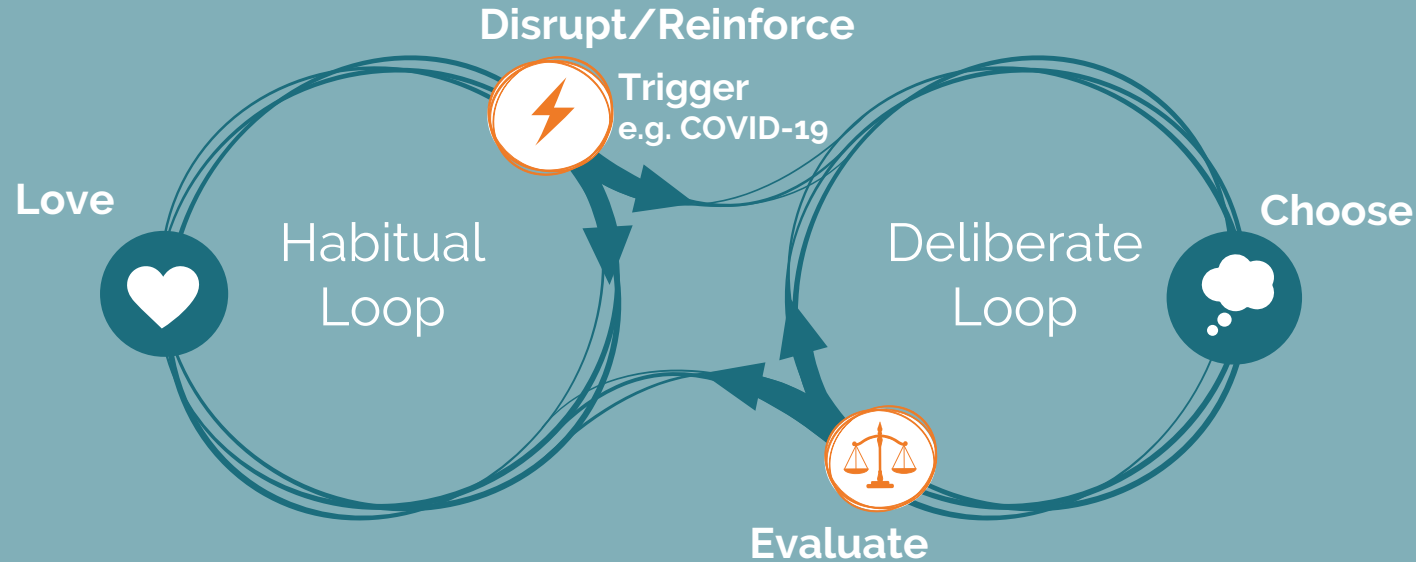 Disrupt/Reinforce
Trigger
e.g. COVID-19
Love
Habitual
Loop
Deliberate
Loop
Choose
Evaluate